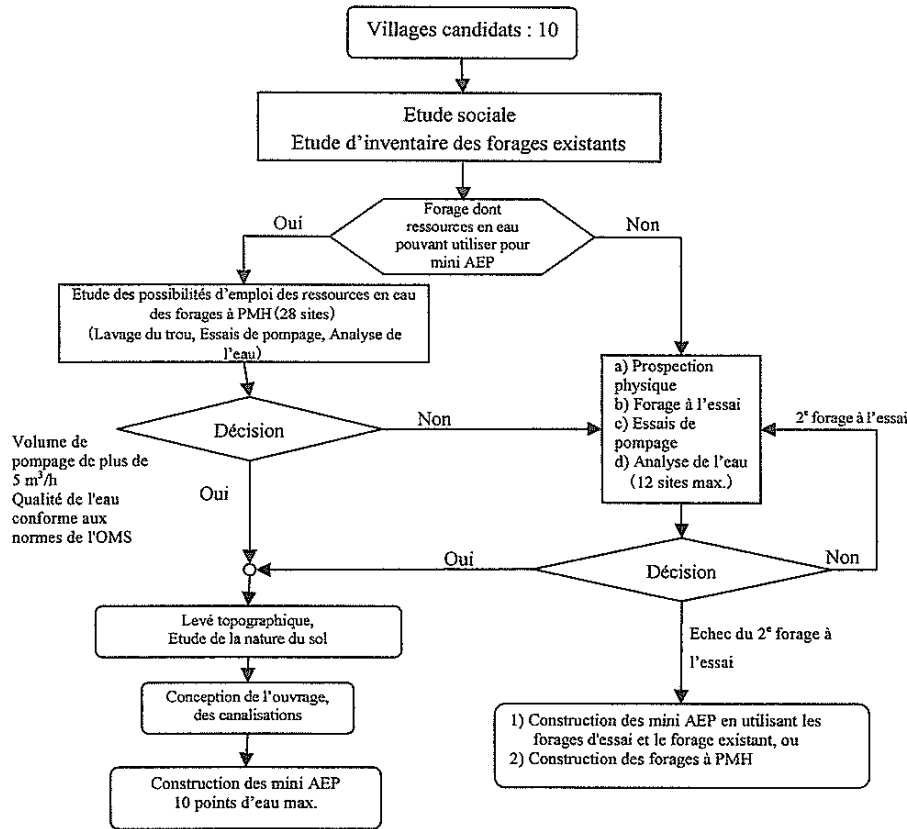 Villages candidats : 10
Etude sociale
Etude d'inventaire des forages existants
Forage dont
ressources en eau
pouvant utiliser pour
mini AEP
Oui
Non
Etude des possibilités d'emploi des ressources en eau
des forages à PMH (28 sites)
(Lavage du trou, Essais de pompage, Analyse de
l'eau)
a) Prospection
physique
b) Forage à l'essai
c) Essais de
pompage
d) Analyse de l'eau
(12 sites max.)
2e forage à l'essai
Décision
Non
Volume de
pompage de plus de
5 m³/h
Qualité de l'eau
conforme aux
normes de l'OMS
Oui
Oui
Décision
Non
Levé topographique,
Etude de la nature du sol
Echec du 2e forage à
l'essai
Conception de l'ouvrage,
des canalisations
1) Construction des mini AEP en utilisant les
forages d'essai et le forage existant, ou
2) Construction des forages à PMH
Construction des mini AEP
10 points d'eau max.